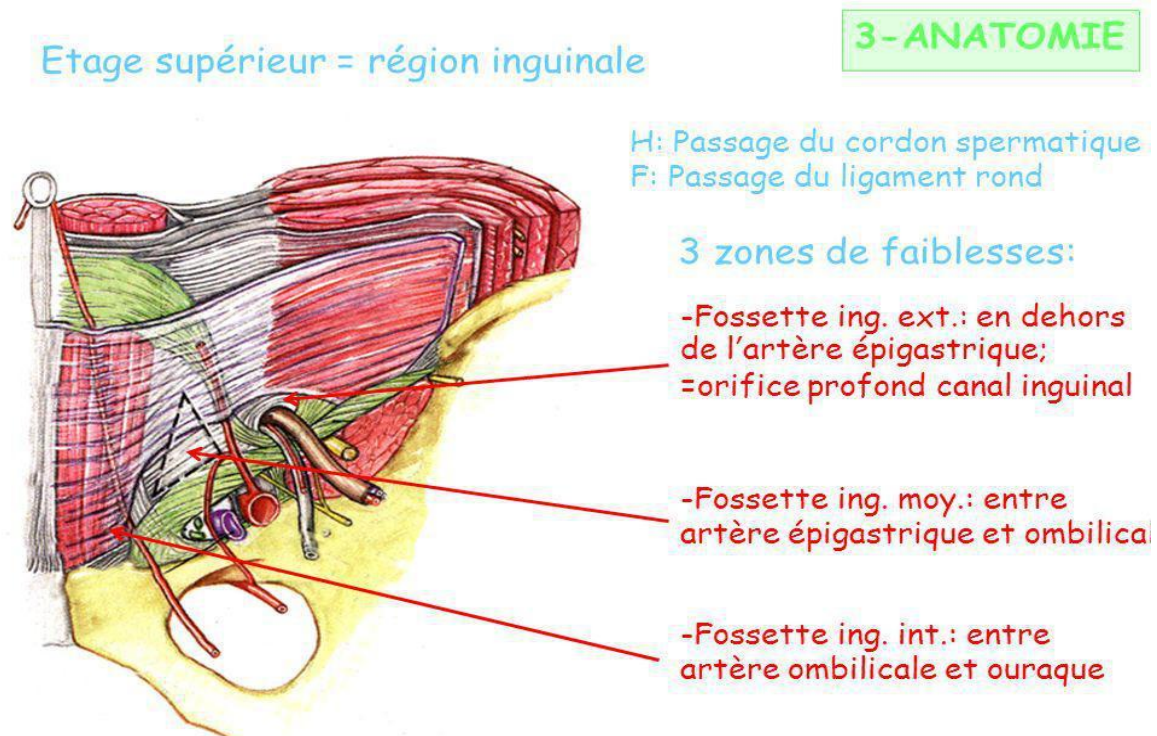 3-ANATOMIE
Etage supérieur = région inguinale
H: Passage du cordon spermatique
F: Passage du ligament rond
3 zones de faiblesses:
-Fossette ing. ext.: en dehors
de l'artère épigastrique;
=orifice profond canal inguinal
-Fossette ing. moy.: entre
artère épigastrique et ombilical
-Fossette ing. int.: entre
artère ombilicale et ouraque